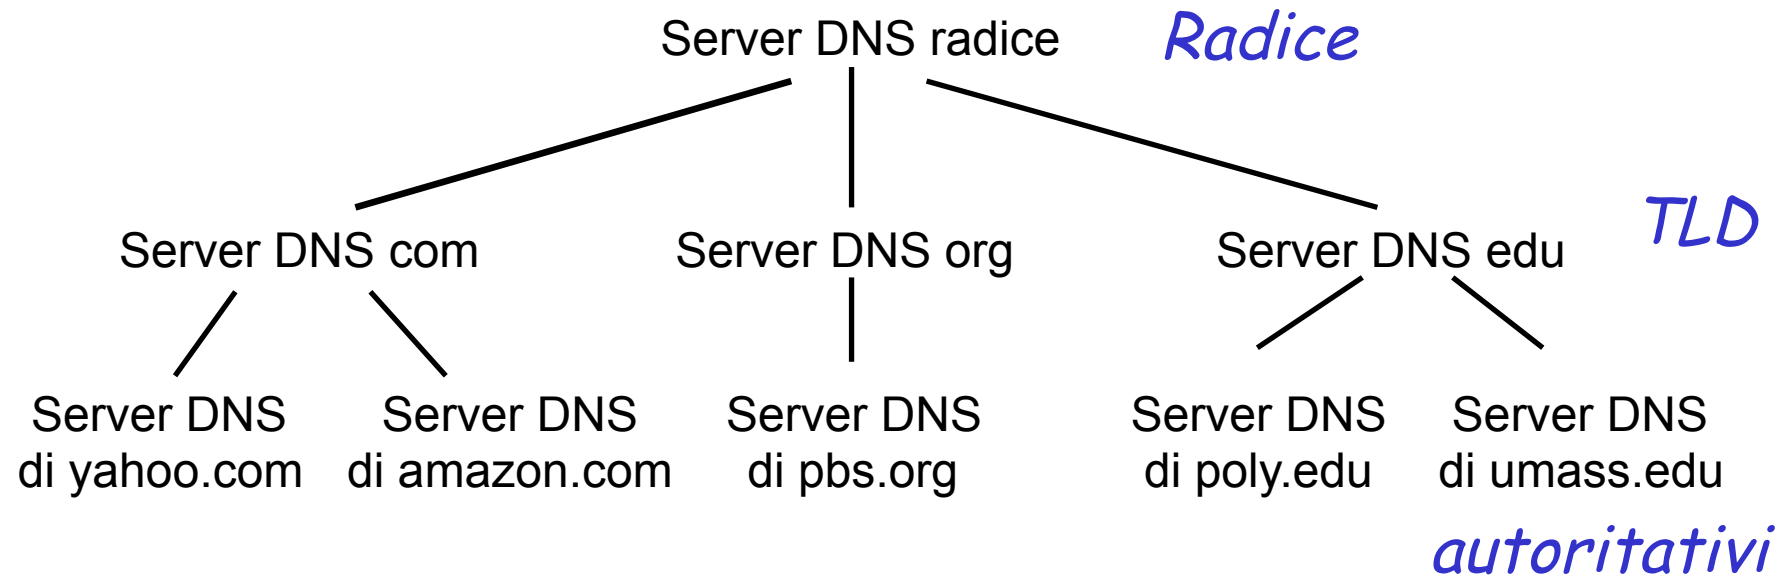 Server DNS radice
Radice
Server DNS com
Server DNS org
Server DNS edu
TLD
Server DNS
di yahoo.com
Server DNS
di amazon.com
Server DNS
di pbs.org
Server DNS
di poly.edu
Server DNS
di umass.edu
autoritativi